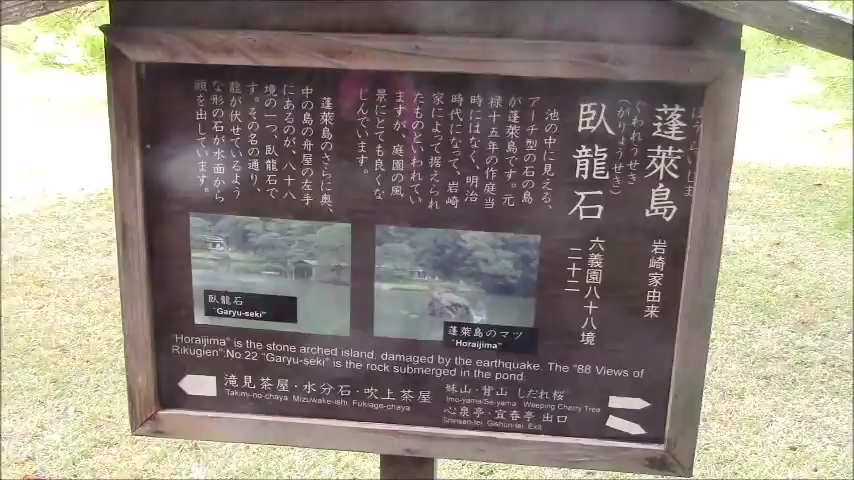 ほうらいじま
蓬萊島 岩崎家由来
ぐわれうせき
(がりょうせき)
臥龍石 六義園八十八境
二十二
池の中に見える、
アーチ型の石の島
が蓬萊島です。元
禄十五年の作庭当
時にはなく、明治
時代になって、岩崎
家によって据えられ
たものといわれてい
ますが、庭園の風
景にとても良くな
じんでいます。
蓬萊島のさらに奥、
中の島の舟屋の左手
にあるのが、八十八
境の一つ、臥龍石で
す。その名の通り、
龍が伏せているよう
な形の石が水面から
頭を出しています。
臥龍石
"Garyu-seki"
蓬萊島のマツ
"Horaijima"
"Horaijima" is the stone arched island, damaged by the earthquake. The "88 Views of
Rikugien":No 22 "Garyu-seki" is the rock submerged in the pond.
滝見茶屋・水分石・吹上茶屋
Takimi-no-chaya Mizuwake-ishi Fukiage-chaya
妹山・背山 しだれ桜
Imo-yama/Se-yama Weeping Cherry Tree
心泉亭・宜春亭 出口
Shinsen-tei Gishun-tei Exit